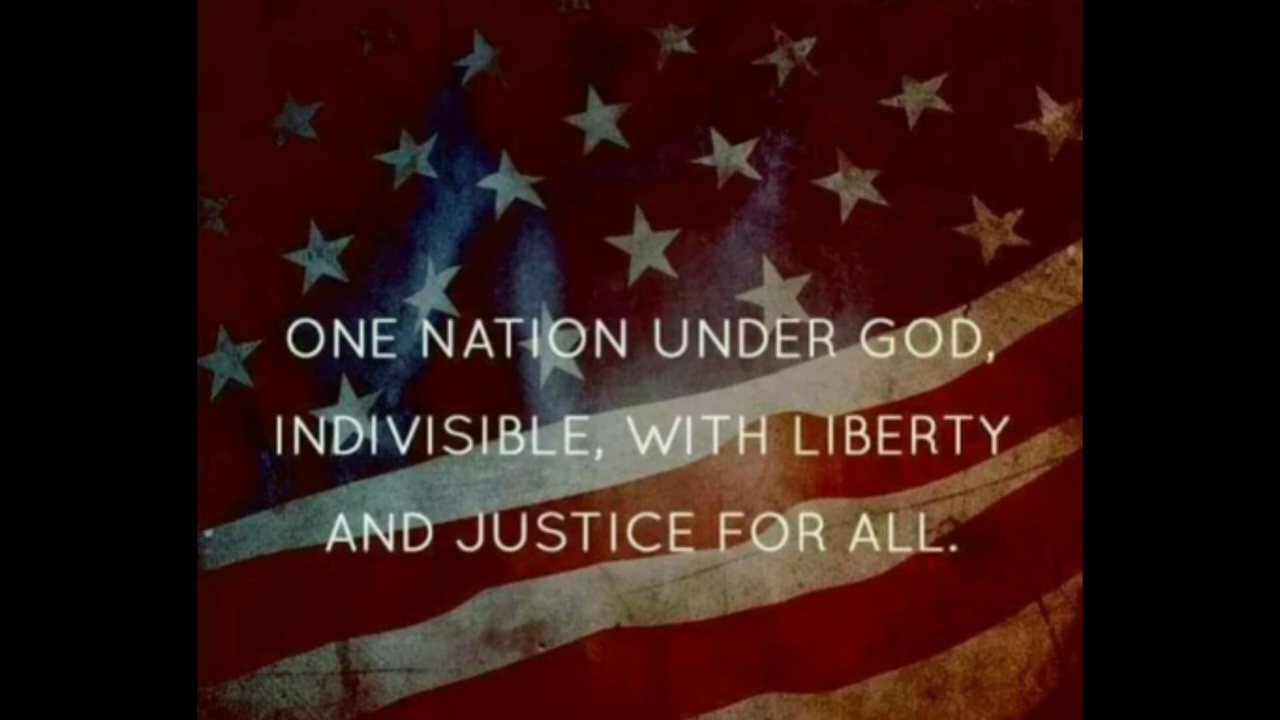 ONE NATION UNDER GOD,
INDIVISIBLE, WITH LIBERTY
AND JUSTICE FOR ALL.